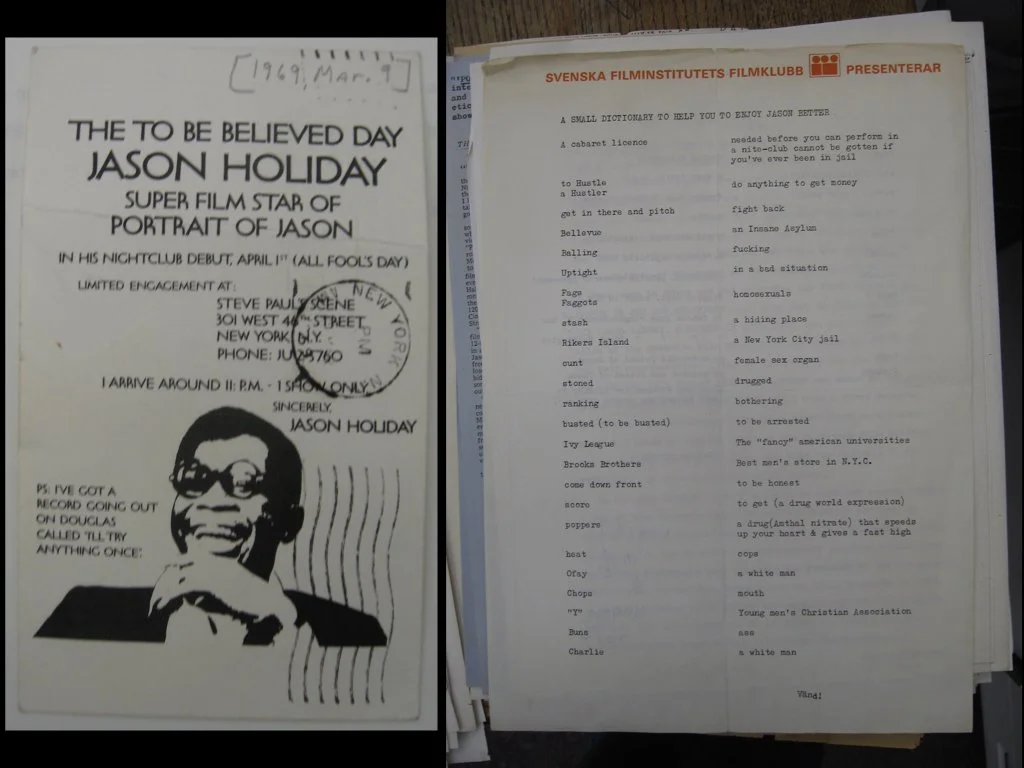 [1969, Mar. 9]
THE TO BE BELIEVED DAY
JASON HOLIDAY
SUPER FILM STAR OF
PORTRAIT OF JASON
IN HIS NIGHTCLUB DEBUT, APRIL 1ST (ALL FOOL'S DAY)
LIMITED ENGAGEMENT AT:
STEVE PAUL'S SCENE
301 WEST 46TH STREET
NEW YORK, N.Y.
PHONE: JU2-5760
NEW YORK
PM
I ARRIVE AROUND 11: P.M. - 1 SHOW ONLY
SINCERELY,
JASON HOLIDAY
PS: I'VE GOT A
RECORD GOING OUT
ON DOUGLAS
CALLED "I'LL TRY
ANYTHING ONCE".
SVENSKA FILMINSTITUTETS FILMKLUBB PRESENTERAR
A SMALL DICTIONARY TO HELP YOU TO ENJOY JASON BETTER
A cabaret licence needed before you can perform in
a nite-club cannot be gotten if
you've ever been in jail
to Hustle do anything to get money
a Hustler
get in there and pitch fight back
Bellevue an Insane Asylum
Balling fucking
Uptight in a bad situation
Fags homosexuals
Faggots
stash a hiding place
Rikers Island a New York City jail
cunt female sex organ
stoned drugged
ranking bothering
busted (to be busted) to be arrested
Ivy League The "fancy" american universities
Brooks Brothers Best men's store in N.Y.C.
come down front to be honest
score to get (a drug world expression)
poppers a drug(Amthal nitrate) that speeds
up your heart & gives a fast high
heat cops
Ofay a white man
Chops mouth
"Y" Young men's Christian Association
Buns ass
Charlie a white man
Vänd!